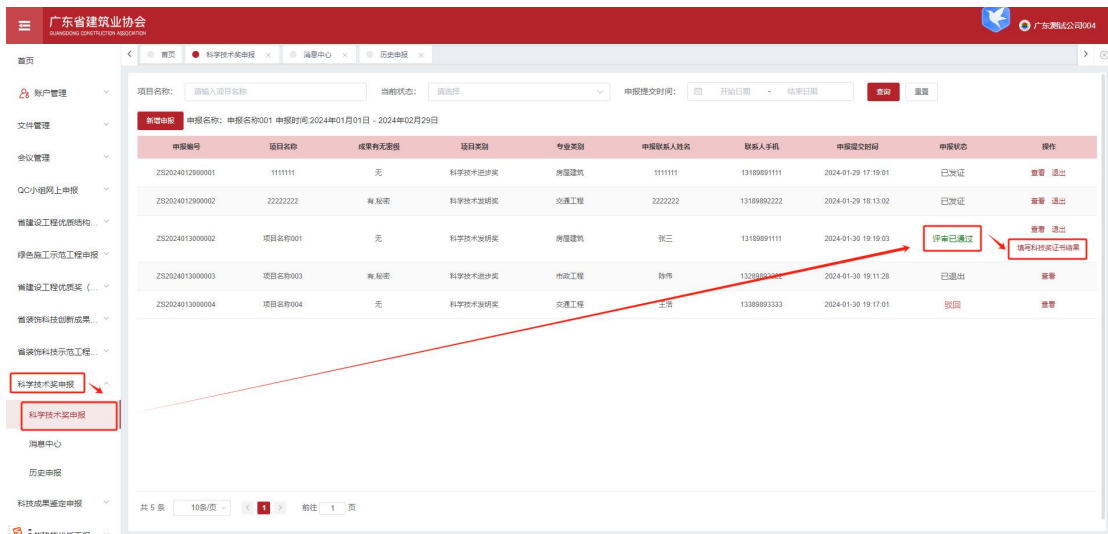 广东省建筑业协会
GUANGDONG CONSTRUCTION ASSOCIATION
广东测试公司004
首页
账户管理
文件管理
会议管理
QC小组网上申报
省建设工程优质结构...
绿色施工示范工程申报
省建设工程优质奖（...
省装饰科技创新成果...
省装饰科技示范工程...
科学技术奖申报
科学技术奖申报
消息中心
历史申报
科技成果鉴定申报
首页 科学技术奖申报 × 消息中心 × 历史申报 ×
项目名称： 请输入项目名称 当前状态： 请选择 申报提交时间： 开始日期 - 结束日期 查询 重置
新增申报 申报名称：申报名称001 申报时间:2024年01月01日 - 2024年02月29日
申报编号 项目名称 成果有无密级 项目类别 专业类别 申报联系人姓名 联系人手机 申报提交时间 申报状态 操作
ZS2024012900001 1111111 无 科学技术进步奖 房屋建筑 1111111 13189891111 2024-01-29 17:19:01 已发证 查看 退出
ZS2024012900002 22222222 有,秘密 科学技术发明奖 交通工程 2222222 13189892222 2024-01-29 18:13:02 已发证 查看 退出
ZS2024013000002 项目名称001 无 科学技术发明奖 房屋建筑 张三 13189891111 2024-01-30 19:19:03 评审已通过 查看 退出
填写科技奖证书结果
ZS2024013000003 项目名称003 有,秘密 科学技术进步奖 市政工程 陈伟 13289893222 2024-01-30 19:11:28 已退出 查看
ZS2024013000004 项目名称004 无 科学技术发明奖 交通工程 王浩 13389893333 2024-01-30 19:17:01 驳回 查看
共 5 条 10条/页 < 1 > 前往 1 页